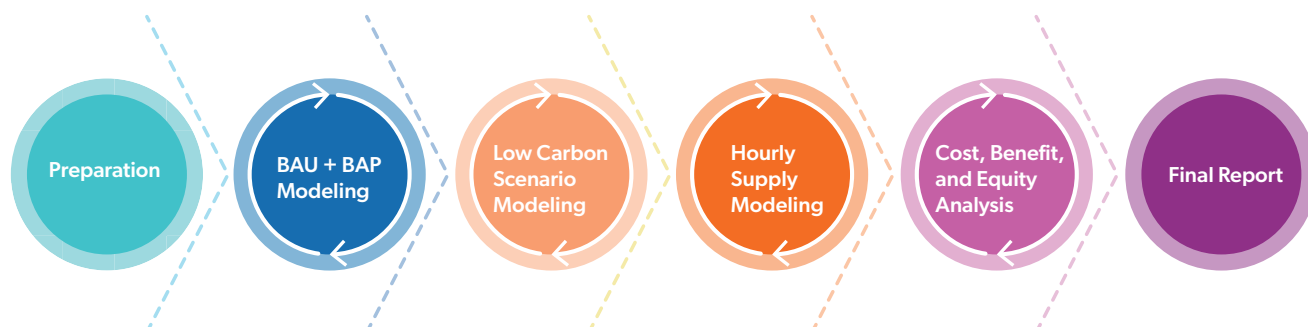 Preparation
BAU + BAP
Modeling
Low Carbon
Scenario
Modeling
Hourly
Supply
Modeling
Cost, Benefit,
and Equity
Analysis
Final Report